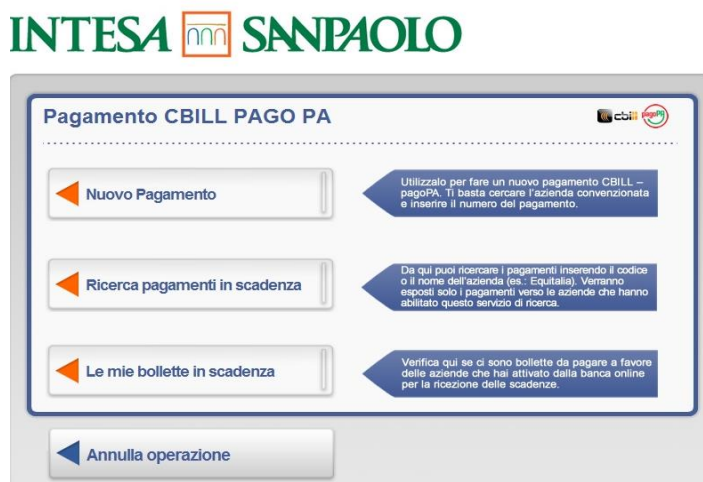 INTESA SANPAOLO
Pagamento CBILL PAGO PA
cbill pagoPA
Nuovo Pagamento
Utilizzalo per fare un nuovo pagamento CBILL –
pagoPA. Ti basta cercare l'azienda convenzionata
e inserire il numero del pagamento.
Ricerca pagamenti in scadenza
Da qui puoi ricercare i pagamenti inserendo il codice
o il nome dell'azienda (es.: Equitalia). Verranno
esposti solo i pagamenti verso le aziende che hanno
abilitato questo servizio di ricerca.
Le mie bollette in scadenza
Verifica qui se ci sono bollette da pagare a favore
delle aziende che hai attivato dalla banca online
per la ricezione delle scadenze.
Annulla operazione